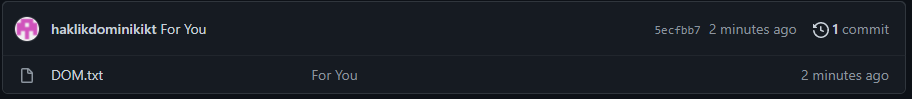 haklikdominikikt For You 5ecfbb7 2 minutes ago 1 commit
DOM.txt For You 2 minutes ago